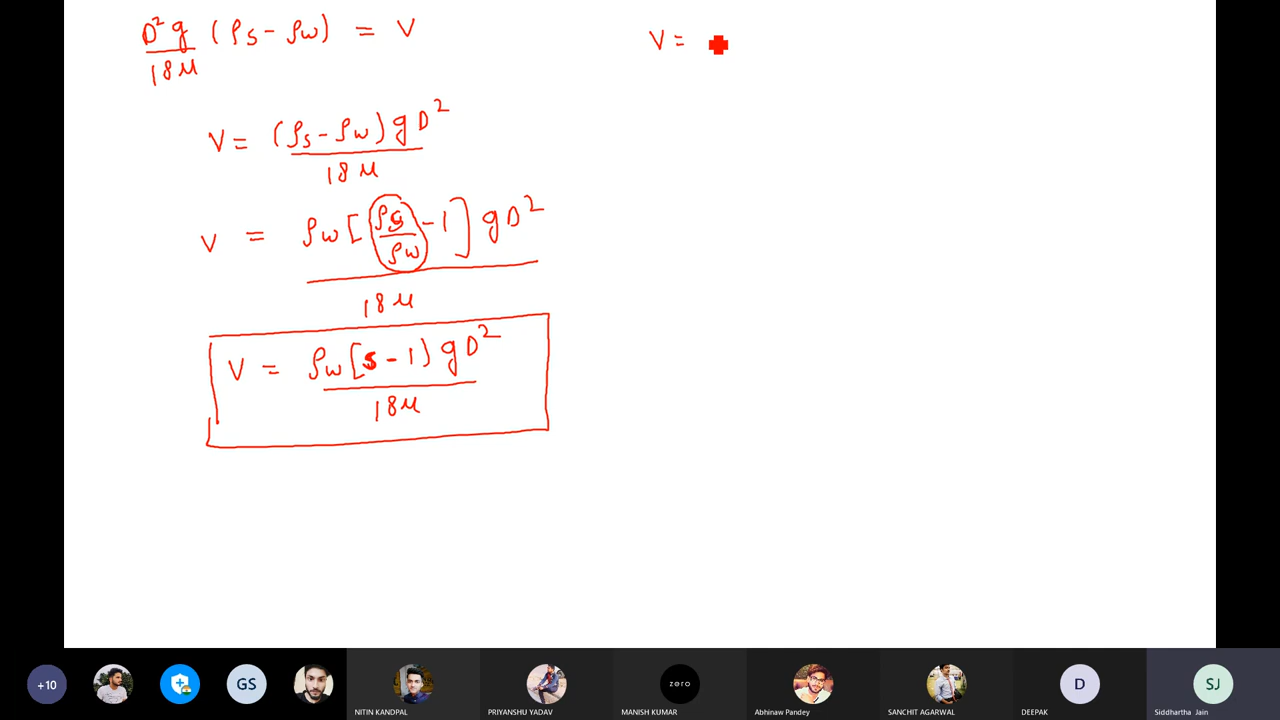 D²g/18μ (ρs - ρw) = V
V =
V = (ρs - ρw) g D² / 18μ
V = ρw [ρs/ρw - 1] g D² / 18μ
V = ρw [s - 1) g D² / 18μ
+10
GS
NITIN KANDPAL
PRIYANSHU YADAV
zero
MANISH KUMAR
Abhinaw Pandey
SANCHIT AGARWAL
D
DEEPAK
SJ
Siddhartha Jain